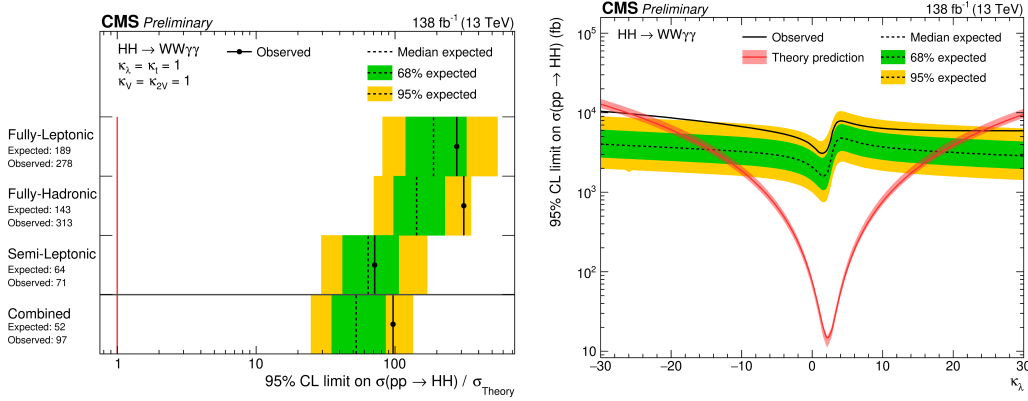 CMS Preliminary 138 fb⁻¹ (13 TeV)
HH → WWγγ
κλ = κt = 1
κV = κ2V = 1
Observed
Median expected
68% expected
95% expected
Fully-Leptonic
Expected: 189
Observed: 278
Fully-Hadronic
Expected: 143
Observed: 313
Semi-Leptonic
Expected: 64
Observed: 71
Combined
Expected: 52
Observed: 97
1 10 100
95% CL limit on σ(pp → HH) / σTheory
CMS Preliminary 138 fb⁻¹ (13 TeV)
95% CL limit on σ(pp → HH) (fb)
HH → WWγγ
Observed
Theory prediction
Median expected
68% expected
95% expected
10⁵
10⁴
10³
10²
10
−30 −20 −10 0 10 20 30
κλ